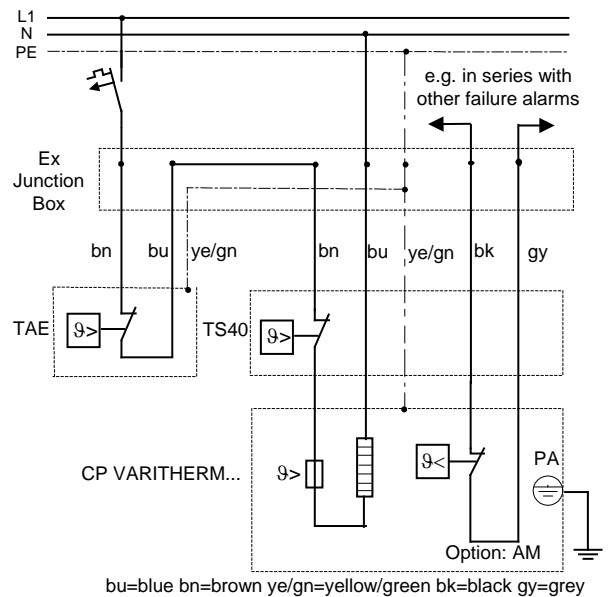 L1
N
PE
e.g. in series with
other failure alarms
Ex
Junction
Box
bn bu ye/gn bn bu ye/gn bk gy
TAE ϑ> TS40 ϑ>
CP VARITHERM... ϑ> ϑ< PA
Option: AM
bu=blue bn=brown ye/gn=yellow/green bk=black gy=grey